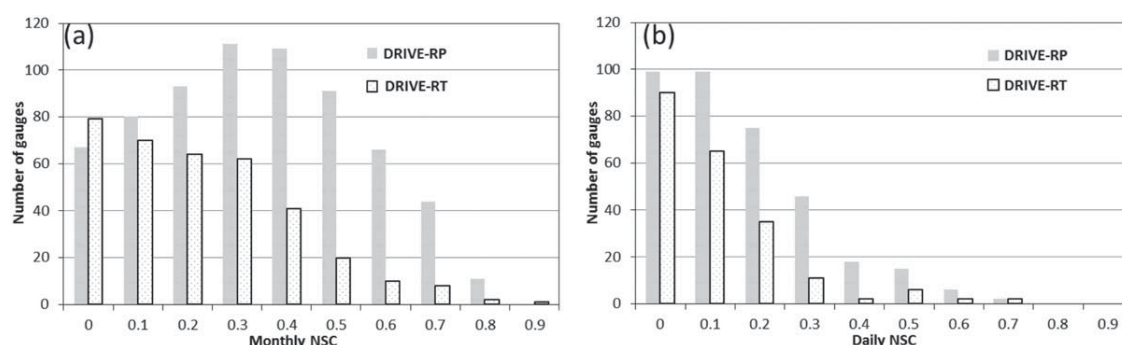 (a)
DRIVE-RP
DRIVE-RT
Number of gauges
120
100
80
60
40
20
0
0 0.1 0.2 0.3 0.4 0.5 0.6 0.7 0.8 0.9
Monthly NSC
(b)
DRIVE-RP
DRIVE-RT
Number of gauges
120
100
80
60
40
20
0
0 0.1 0.2 0.3 0.4 0.5 0.6 0.7 0.8 0.9
Daily NSC